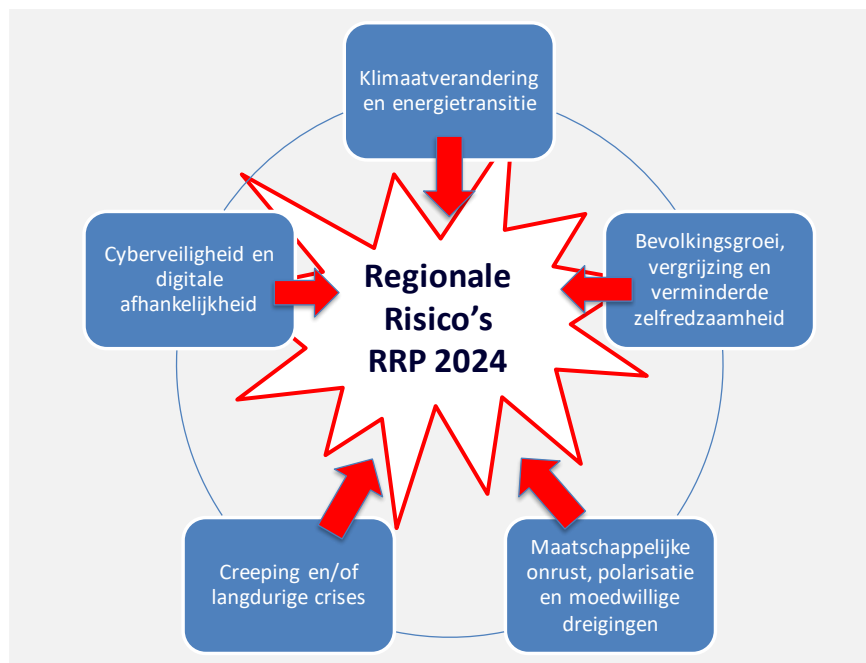 Klimaatverandering
en energietransitie
Cyberveiligheid en
digitale
afhankelijkheid
Regionale
Risico’s
RRP 2024
Bevolkingsgroei,
vergrijzing en
verminderde
zelfredzaamheid
Creeping en/of
langdurige crises
Maatschappelijke
onrust, polarisatie
en moedwillige
dreigingen